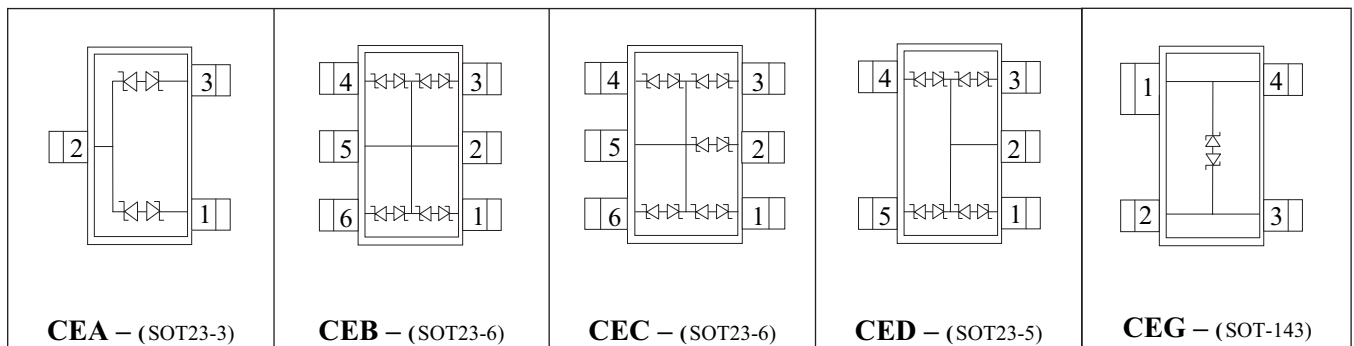 3
2
1
CEA – (SOT23-3)
4 3
5 2
6 1
CEB – (SOT23-6)
4 3
5 2
6 1
CEC – (SOT23-6)
4 3
2
5 1
CED – (SOT23-5)
1 4
2 3
CEG – (SOT-143)